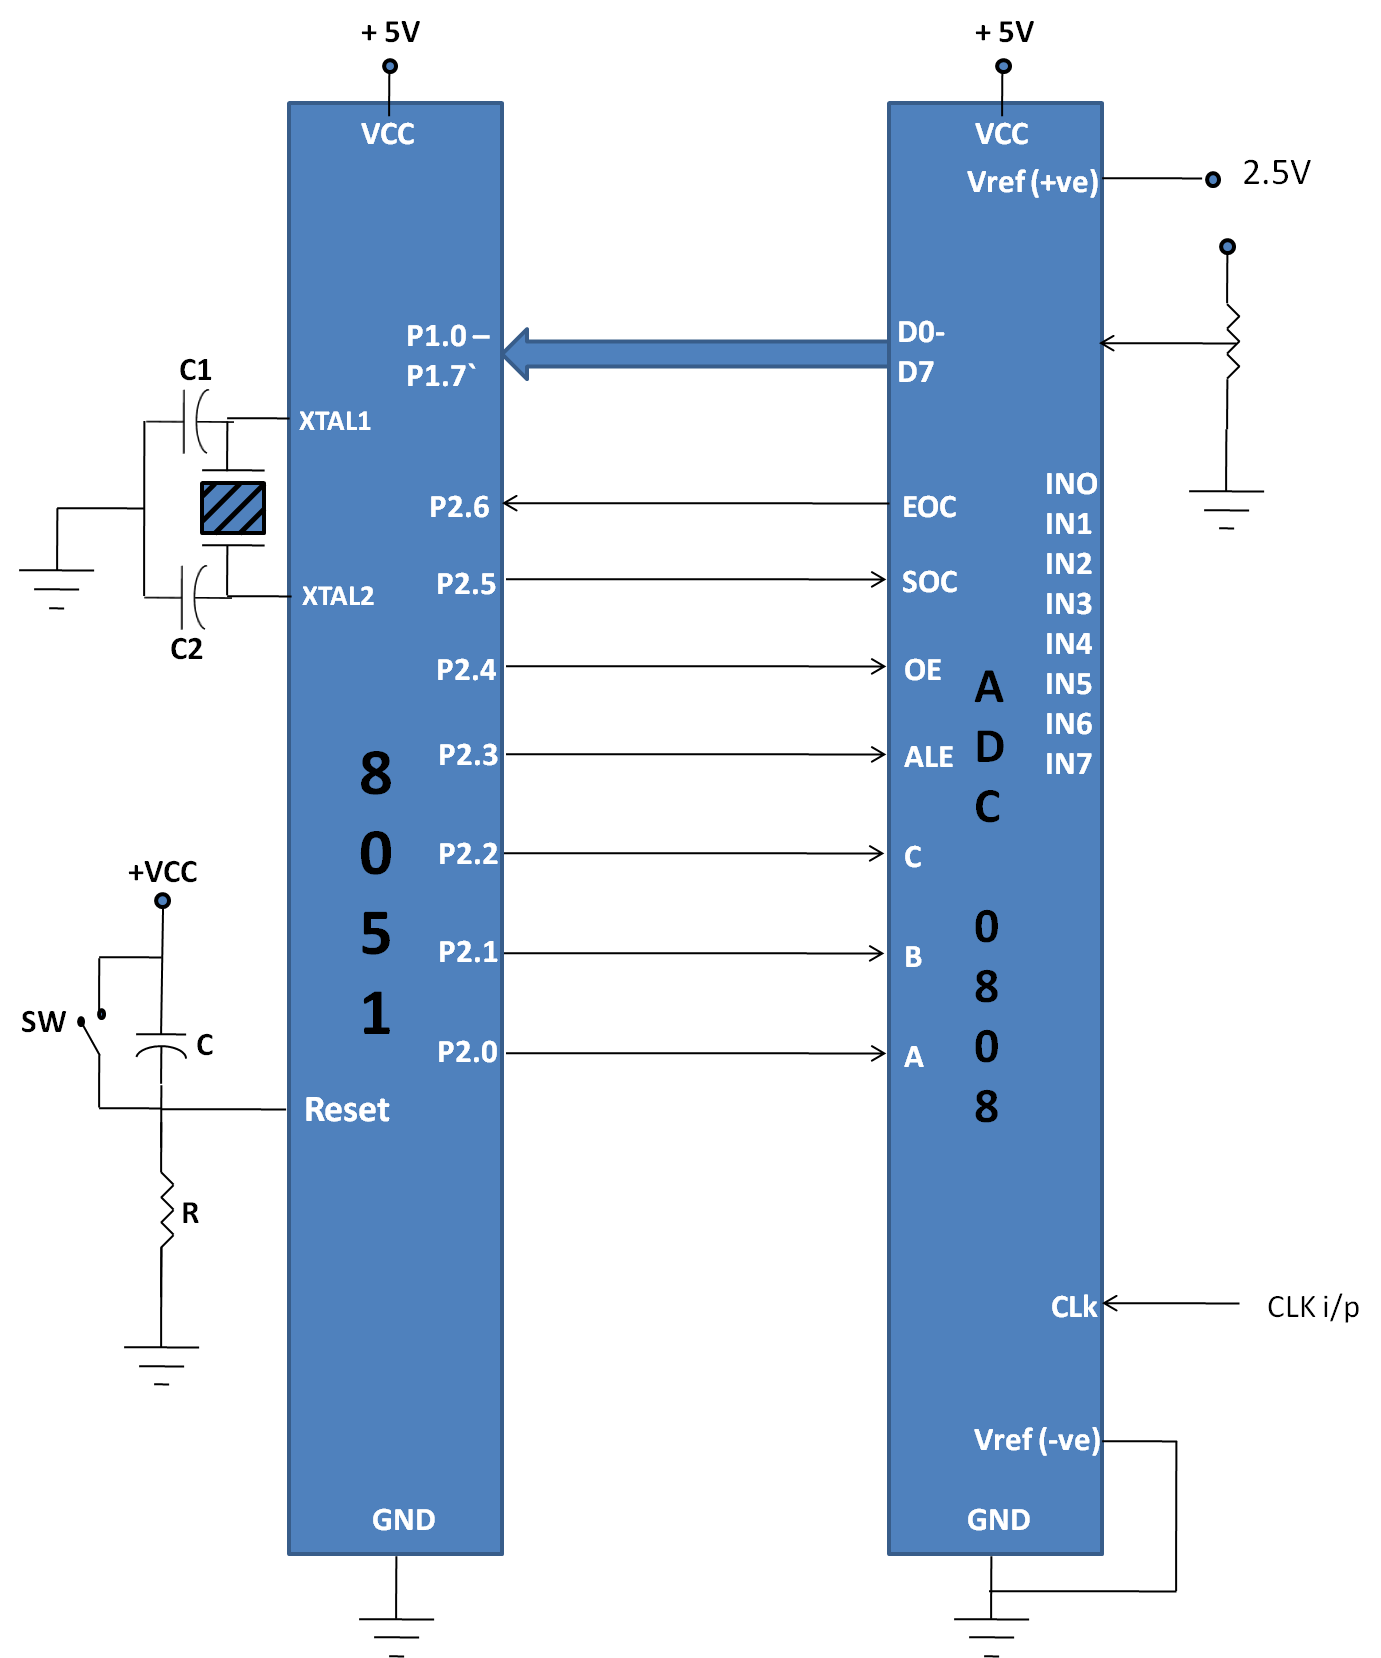 + 5V
+ 5V
VCC
VCC
Vref (+ve)
2.5V
P1.0 –
P1.7`
D0-
D7
C1
XTAL1
P2.6
EOC
INO
IN1
IN2
IN3
IN4
IN5
IN6
IN7
P2.5
SOC
XTAL2
C2
P2.4
OE
P2.3
ALE
8
0
5
1
A
D
C
0
8
0
8
P2.2
C
+VCC
P2.1
B
SW
C
P2.0
A
Reset
R
CLk
CLK i/p
Vref (-ve)
GND
GND